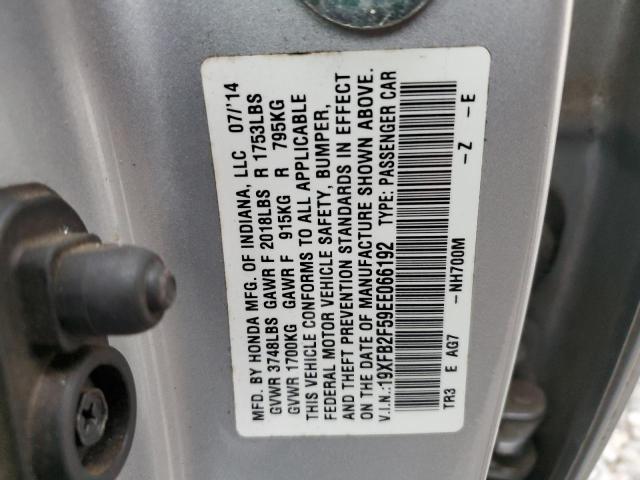 MFD. BY HONDA MFG. OF INDIANA, LLC 07/'14
GVWR 3748LBS GAWR F 2018LBS R 1753LBS
GVWR 1700KG GAWR F 915KG R 795KG
THIS VEHICLE CONFORMS TO ALL APPLICABLE
FEDERAL MOTOR VEHICLE SAFETY, BUMPER,
AND THEFT PREVENTION STANDARDS IN EFFECT
ON THE DATE OF MANUFACTURE SHOWN ABOVE.
V.I.N.:19XFB2F59EE066192 TYPE: PASSENGER CAR
TR3 E AG7 -NH700M -Z -E